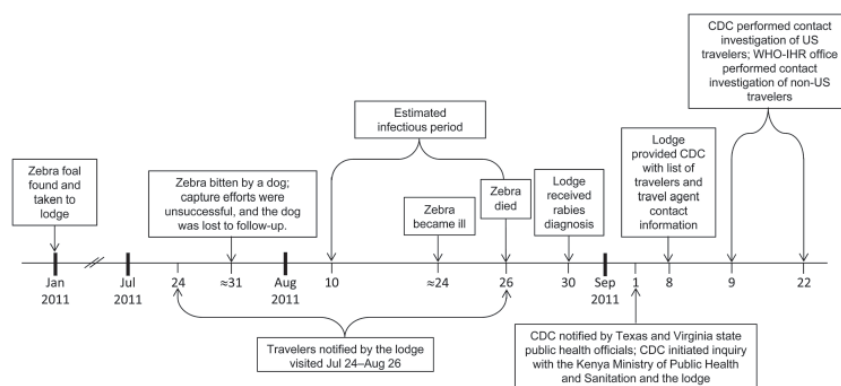 CDC performed contact
investigation of US
travelers; WHO-IHR office
performed contact
investigation of non-US
travelers
Estimated
infectious period
Zebra foal
found and
taken to
lodge
Zebra bitten by a dog;
capture efforts were
unsuccessful, and the dog
was lost to follow-up.
Zebra
became ill
Zebra
died
Lodge
received
rabies
diagnosis
Lodge
provided CDC
with list of
travelers and
travel agent
contact
information
Jan
2011
Jul
2011
24
≈31
Aug
2011
10
≈24
26
30
Sep
2011
1
8
9
22
Travelers notified by the lodge
visited Jul 24–Aug 26
CDC notified by Texas and Virginia state
public health officials; CDC initiated inquiry
with the Kenya Ministry of Public Health
and Sanitation and the lodge